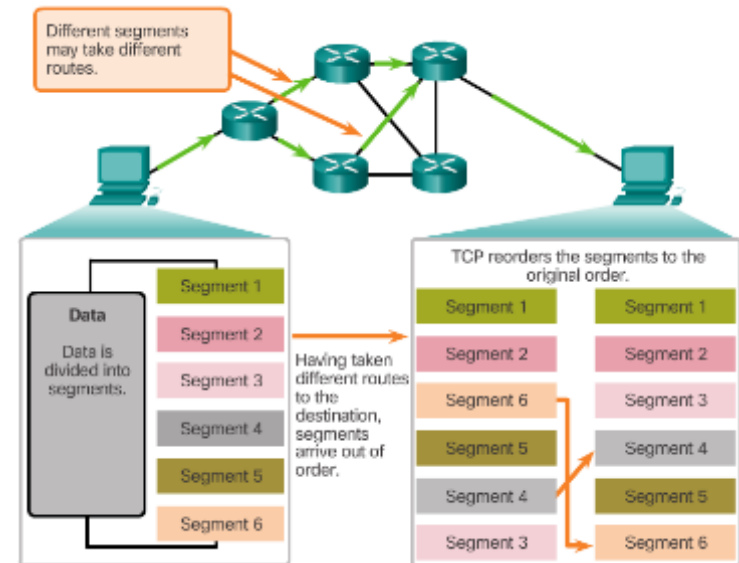 Different segments
may take different
routes.
Data
Data is
divided into
segments.
Segment 1
Segment 2
Segment 3
Segment 4
Segment 5
Segment 6
Having taken
different routes
to the
destination,
segments
arrive out of
order.
TCP reorders the segments to the
original order.
Segment 1
Segment 2
Segment 6
Segment 5
Segment 4
Segment 3
Segment 1
Segment 2
Segment 3
Segment 4
Segment 5
Segment 6